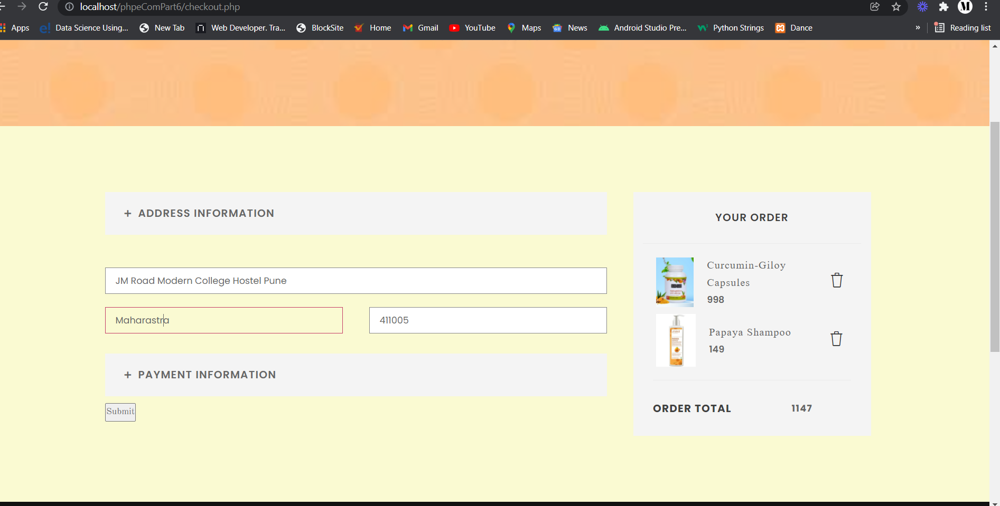 localhost/phpeComPart6/checkout.php
Apps
Data Science Using...
New Tab
Web Developer. Tra...
BlockSite
Home
Gmail
YouTube
Maps
News
Android Studio Pre...
Python Strings
Dance
»
Reading list
+ ADDRESS INFORMATION
JM Road Modern College Hostel Pune
Maharastra
411005
+ PAYMENT INFORMATION
Submit
YOUR ORDER
Curcumin-Giloy
Capsules
998
Papaya Shampoo
149
ORDER TOTAL 1147